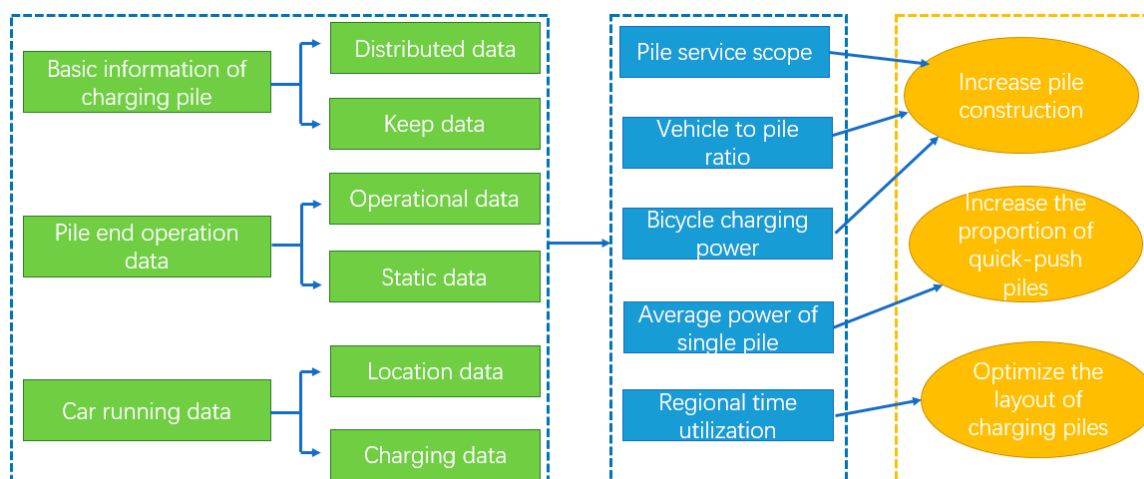 Basic information of
charging pile
Distributed data
Keep data
Pile end operation
data
Operational data
Static data
Car running data
Location data
Charging data
Pile service scope
Vehicle to pile
ratio
Bicycle charging
power
Average power of
single pile
Regional time
utilization
Increase pile
construction
Increase the
proportion of
quick-push
piles
Optimize the
layout of
charging piles